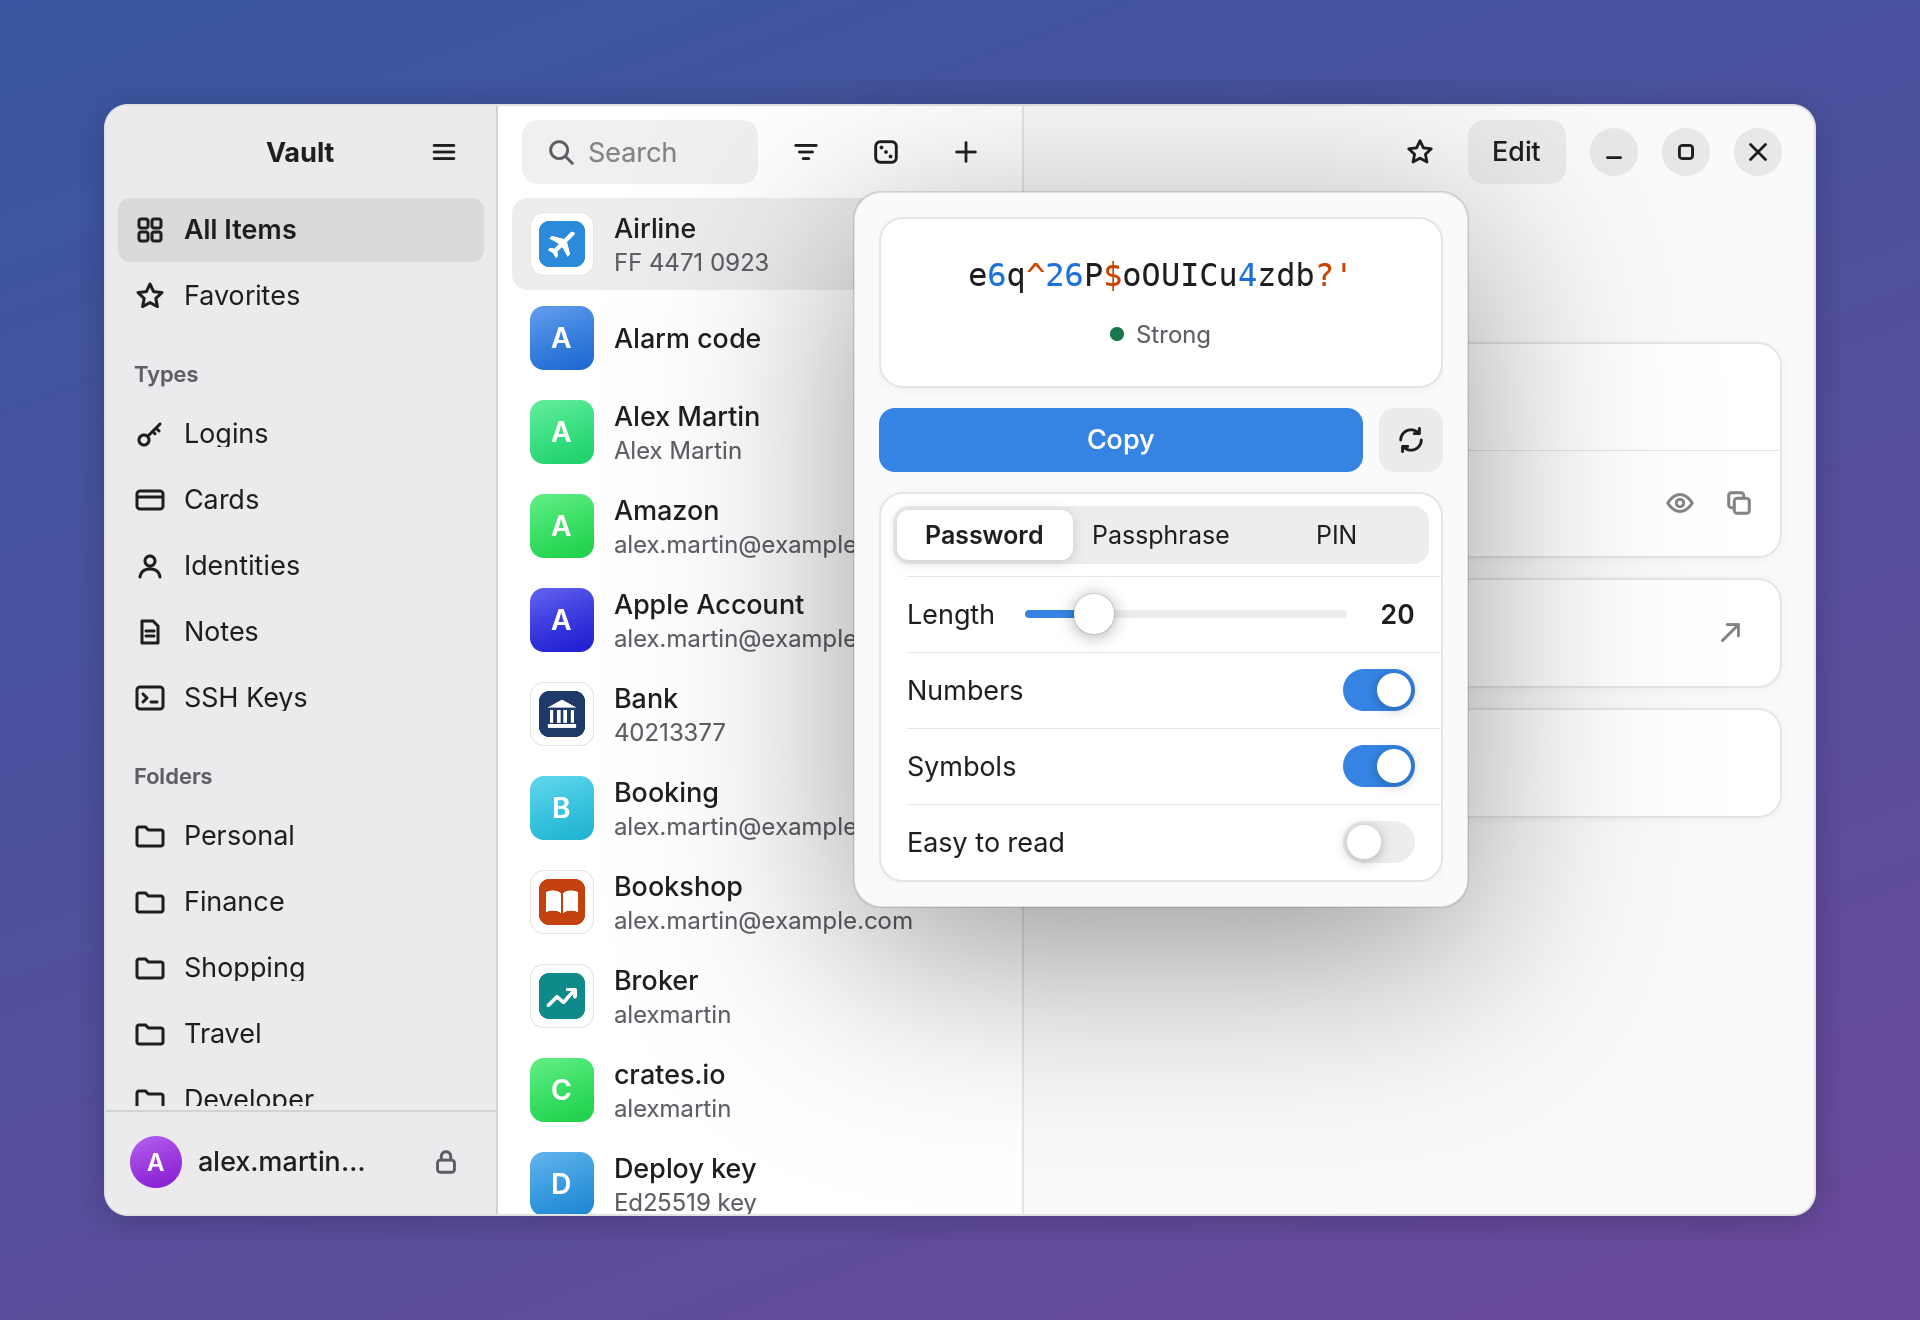 Vault
All Items
Favorites
Types
Logins
Cards
Identities
Notes
SSH Keys
Folders
Personal
Finance
Shopping
Travel
Developer
A
alex.martin...
Search
Airline
FF 4471 0923
A
Alarm code
A
Alex Martin
Alex Martin
A
Amazon
alex.martin@example
A
Apple Account
alex.martin@example
Bank
40213377
B
Booking
alex.martin@example
Bookshop
alex.martin@example.com
Broker
alexmartin
C
crates.io
alexmartin
D
Deploy key
Ed25519 key
Edit
e6q^26P$oOUICu4zdb?'
Strong
Copy
Password
Passphrase
PIN
Length
20
Numbers
Symbols
Easy to read